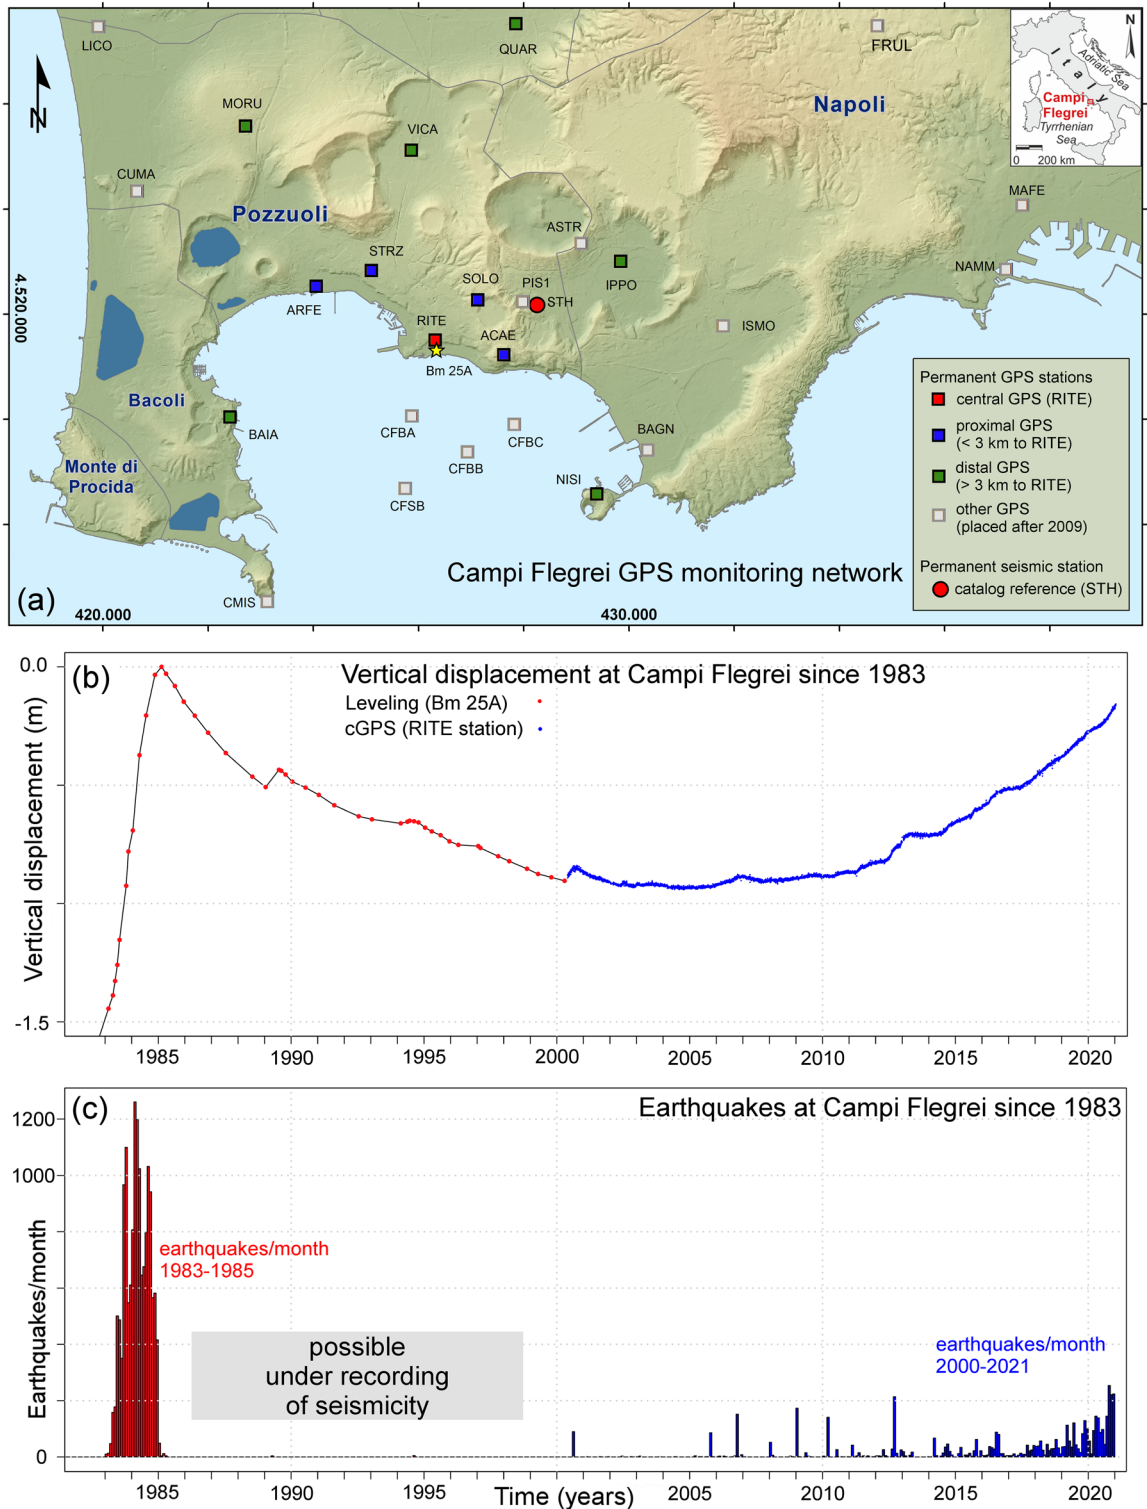 LICO
QUAR
FRUL
N
Italy
Adriatic Sea
Campi
Flegrei
Tyrrhenian
Sea
0 200 km
N
MORU
VICA
Napoli
CUMA
MAFE
Pozzuoli
ASTR
STRZ
NAMM
SOLO
PIS1
IPPO
STH
ARFE
4.520.000
RITE
ACAE
ISMO
Bm 25A
Bacoli
BAIA
CFBA
CFBC
BAGN
CFBB
Monte di
Procida
NISI
CFSB
Permanent GPS stations
central GPS (RITE)
proximal GPS
(< 3 km to RITE)
distal GPS
(> 3 km to RITE)
other GPS
(placed after 2009)
Permanent seismic station
catalog reference (STH)
Campi Flegrei GPS monitoring network
CMIS
(a)
420.000
430.000
(b)
Vertical displacement at Campi Flegrei since 1983
Leveling (Bm 25A)
cGPS (RITE station)
Vertical displacement (m)
0.0
-1.5
1985 1990 1995 2000 2005 2010 2015 2020
(c)
Earthquakes at Campi Flegrei since 1983
Earthquakes/month
1200
1000
0
earthquakes/month
1983-1985
possible
under recording
of seismicity
earthquakes/month
2000-2021
1985 1990 1995 Time (years) 2005 2010 2015 2020